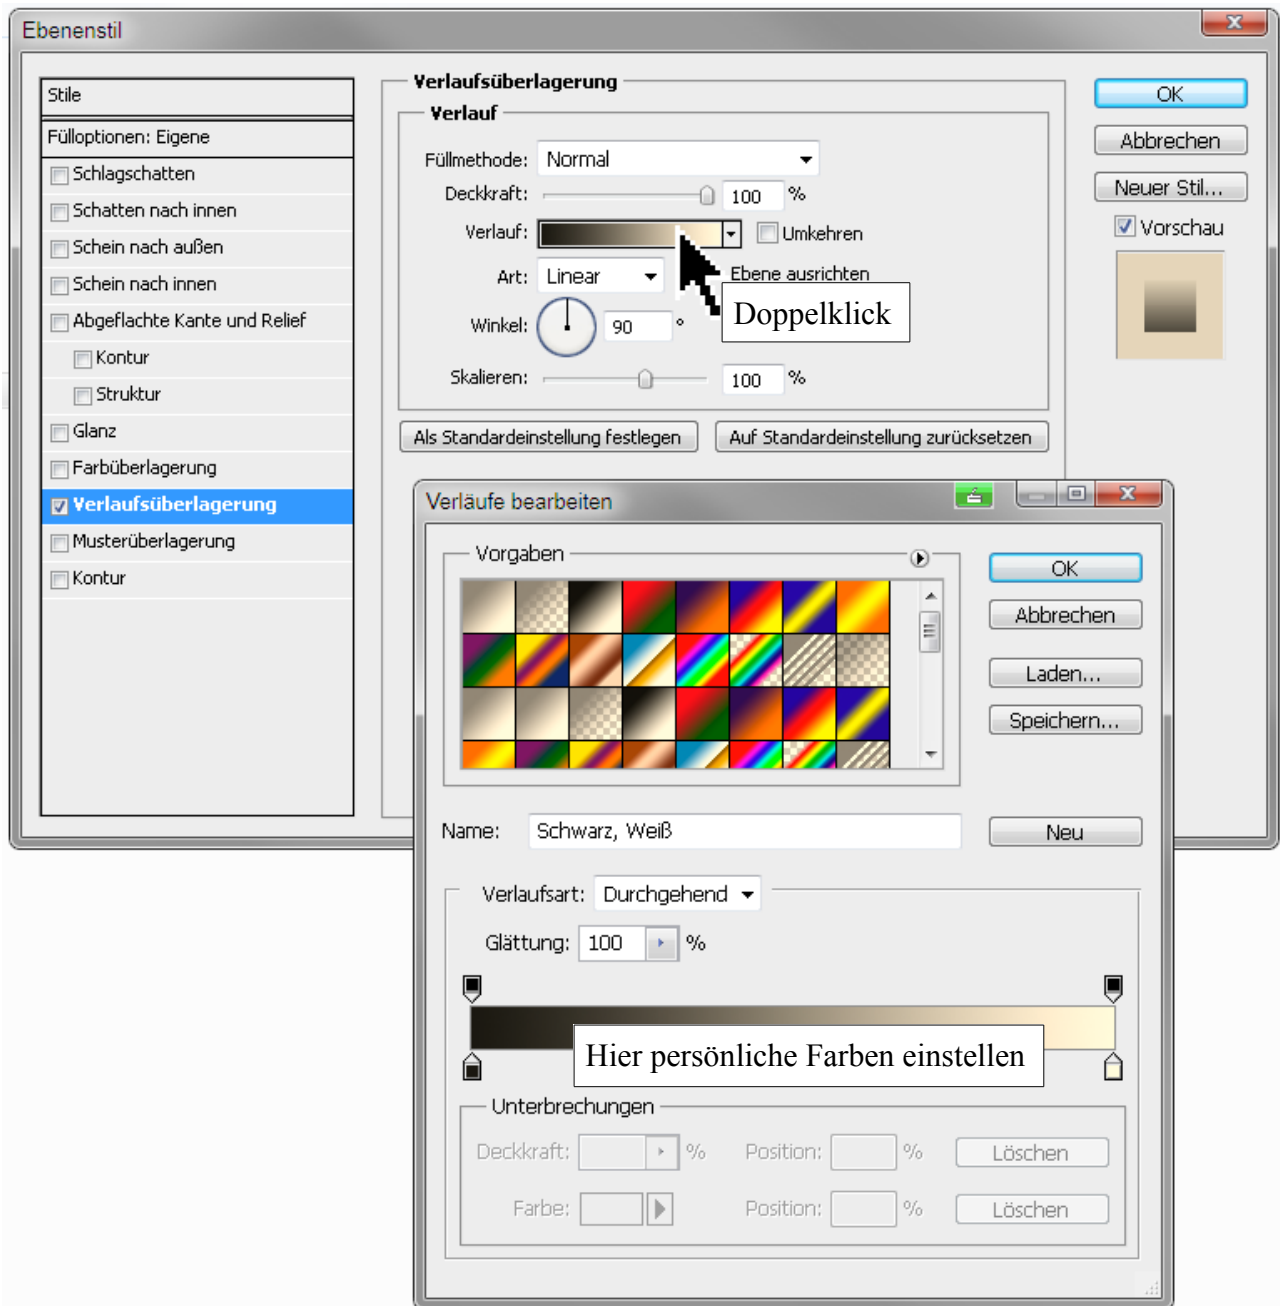 Ebenenstil
Stile
Fülloptionen: Eigene
Schlagschatten
Schatten nach innen
Schein nach außen
Schein nach innen
Abgeflachte Kante und Relief
Kontur
Struktur
Glanz
Farbüberlagerung
Verlaufsüberlagerung
Musterüberlagerung
Kontur
Verlaufsüberlagerung
Verlauf
Füllmethode: Normal
Deckkraft: 100 %
Verlauf: Umkehren
Art: Linear Ebene ausrichten
Doppelklick
Winkel: 90 °
Skalieren: 100 %
Als Standardeinstellung festlegen Auf Standardeinstellung zurücksetzen
OK
Abbrechen
Neuer Stil...
Vorschau
Verläufe bearbeiten
Vorgaben
OK
Abbrechen
Laden...
Speichern...
Name: Schwarz, Weiß Neu
Verlaufsart: Durchgehend
Glättung: 100 %
Hier persönliche Farben einstellen
Unterbrechungen
Deckkraft: % Position: % Löschen
Farbe: Position: % Löschen